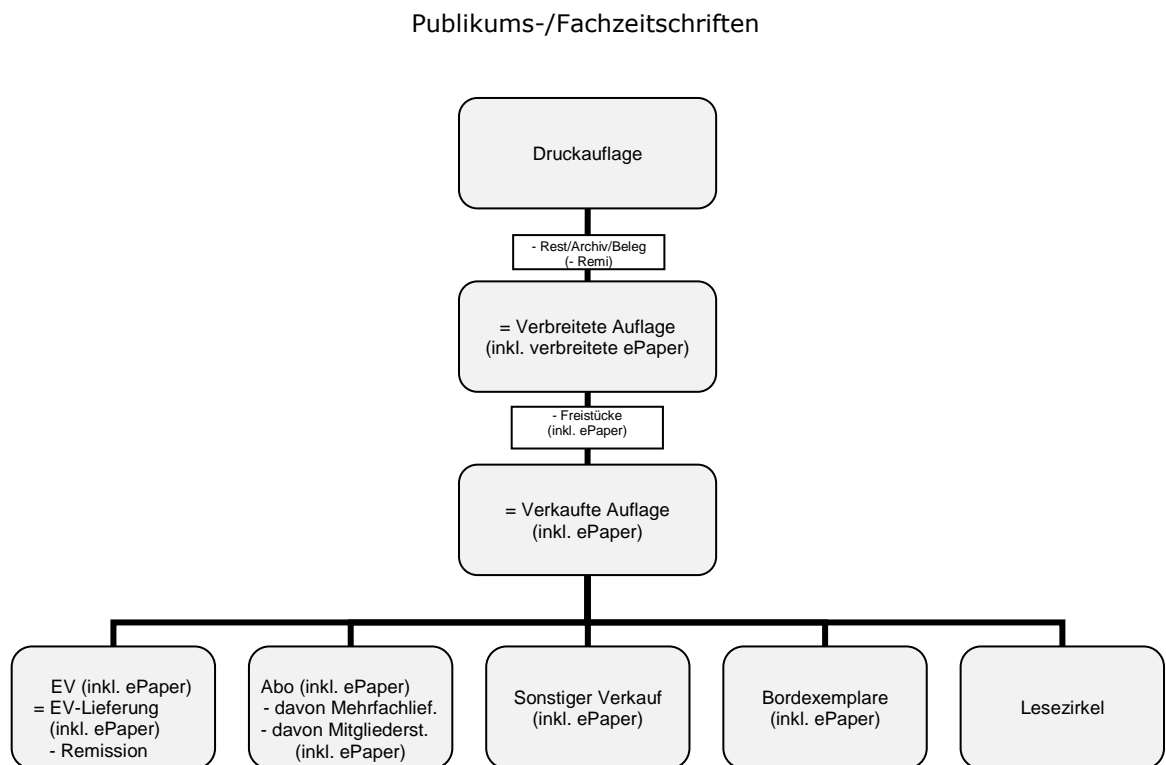 Publikums-/Fachzeitschriften
Druckauflage
- Rest/Archiv/Beleg
(- Remi)
= Verbreitete Auflage
(inkl. verbreitete ePaper)
- Freistücke
(inkl. ePaper)
= Verkaufte Auflage
(inkl. ePaper)
EV (inkl. ePaper)
= EV-Lieferung
(inkl. ePaper)
- Remission
Abo (inkl. ePaper)
- davon Mehrfachlief.
- davon Mitgliederst.
(inkl. ePaper)
Sonstiger Verkauf
(inkl. ePaper)
Bordexemplare
(inkl. ePaper)
Lesezirkel